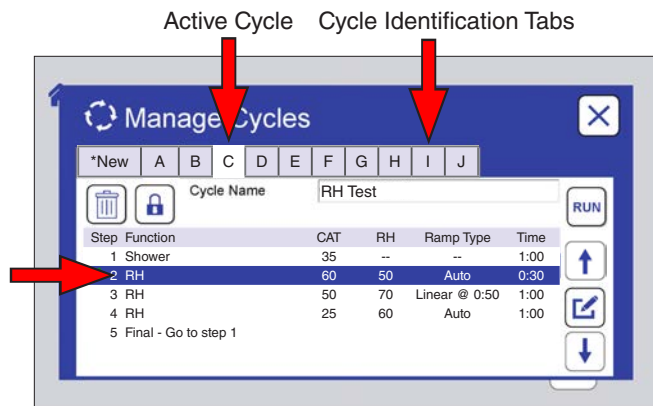 Active Cycle Cycle Identification Tabs
Manage Cycles
*New A B C D E F G H I J
Cycle Name RH Test
RUN
Step Function CAT RH Ramp Type Time
1 Shower 35 -- -- 1:00
2 RH 60 50 Auto 0:30
3 RH 50 70 Linear @ 0:50 1:00
4 RH 25 60 Auto 1:00
5 Final - Go to step 1